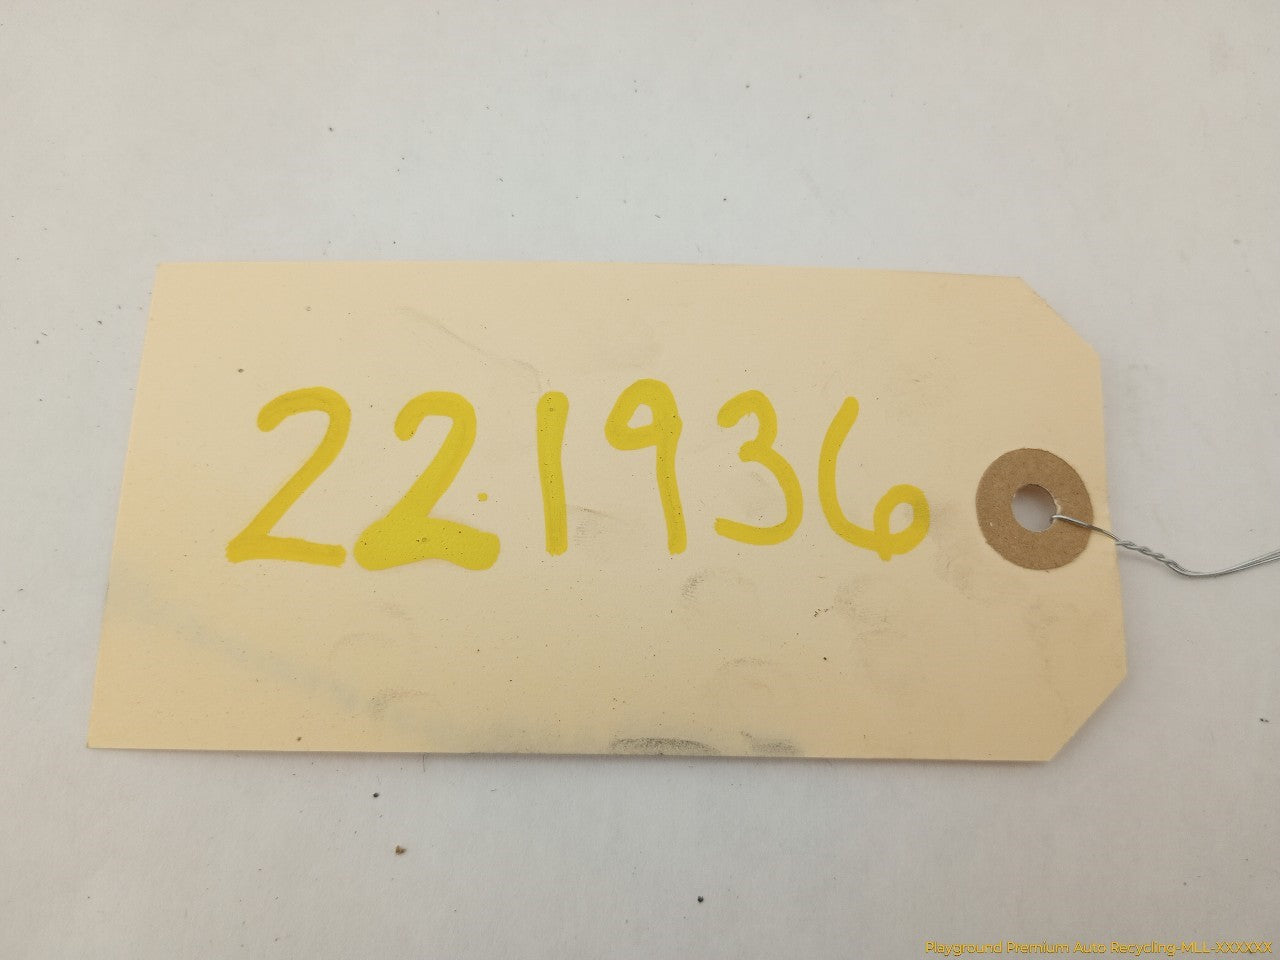 221936
Playground Premium Auto Recycling-MLL-XXXXXX